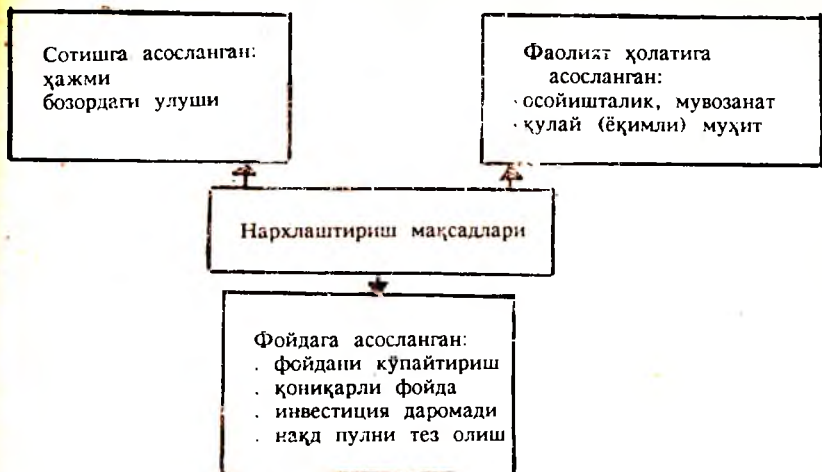 Сотишга асосланган:
ҳажми
бозордаги улуши
Фаолият ҳолатига
асосланган:
· осойишталик, мувозанат
· қулай (ёқимли) муҳит
Нархлаштириш мақсадлари
Фойдага асосланган:
. фойдани кўпайтириш
. қониқарли фойда
. инвестиция даромади
. нақд пулни тез олиш